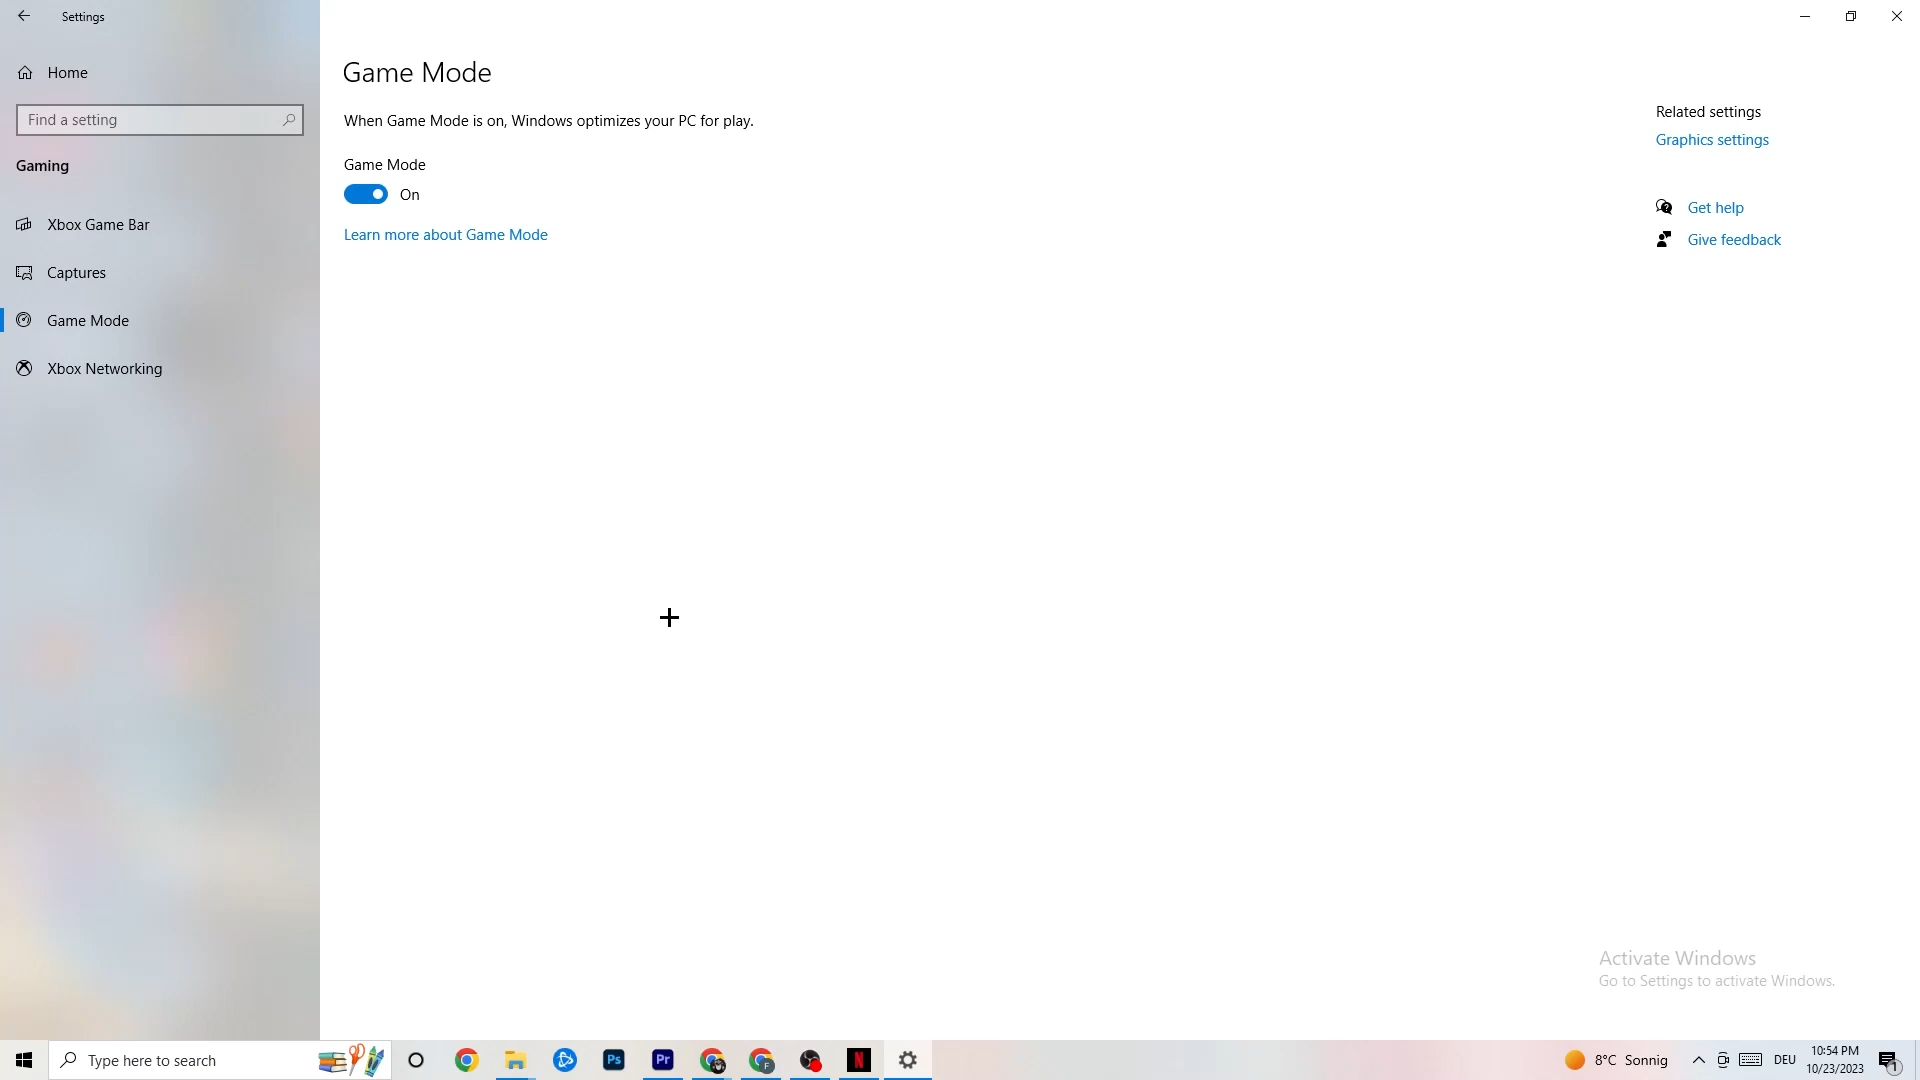 Settings
Home
Find a setting
Gaming
Xbox Game Bar
Captures
Game Mode
Xbox Networking
Game Mode
When Game Mode is on, Windows optimizes your PC for play.
Game Mode
On
Learn more about Game Mode
Related settings
Graphics settings
Get help
Give feedback
Activate Windows
Go to Settings to activate Windows.
Type here to search
Ps
Pr
F
N
8°C Sonnig
DEU
10:54 PM
10/23/2023
1